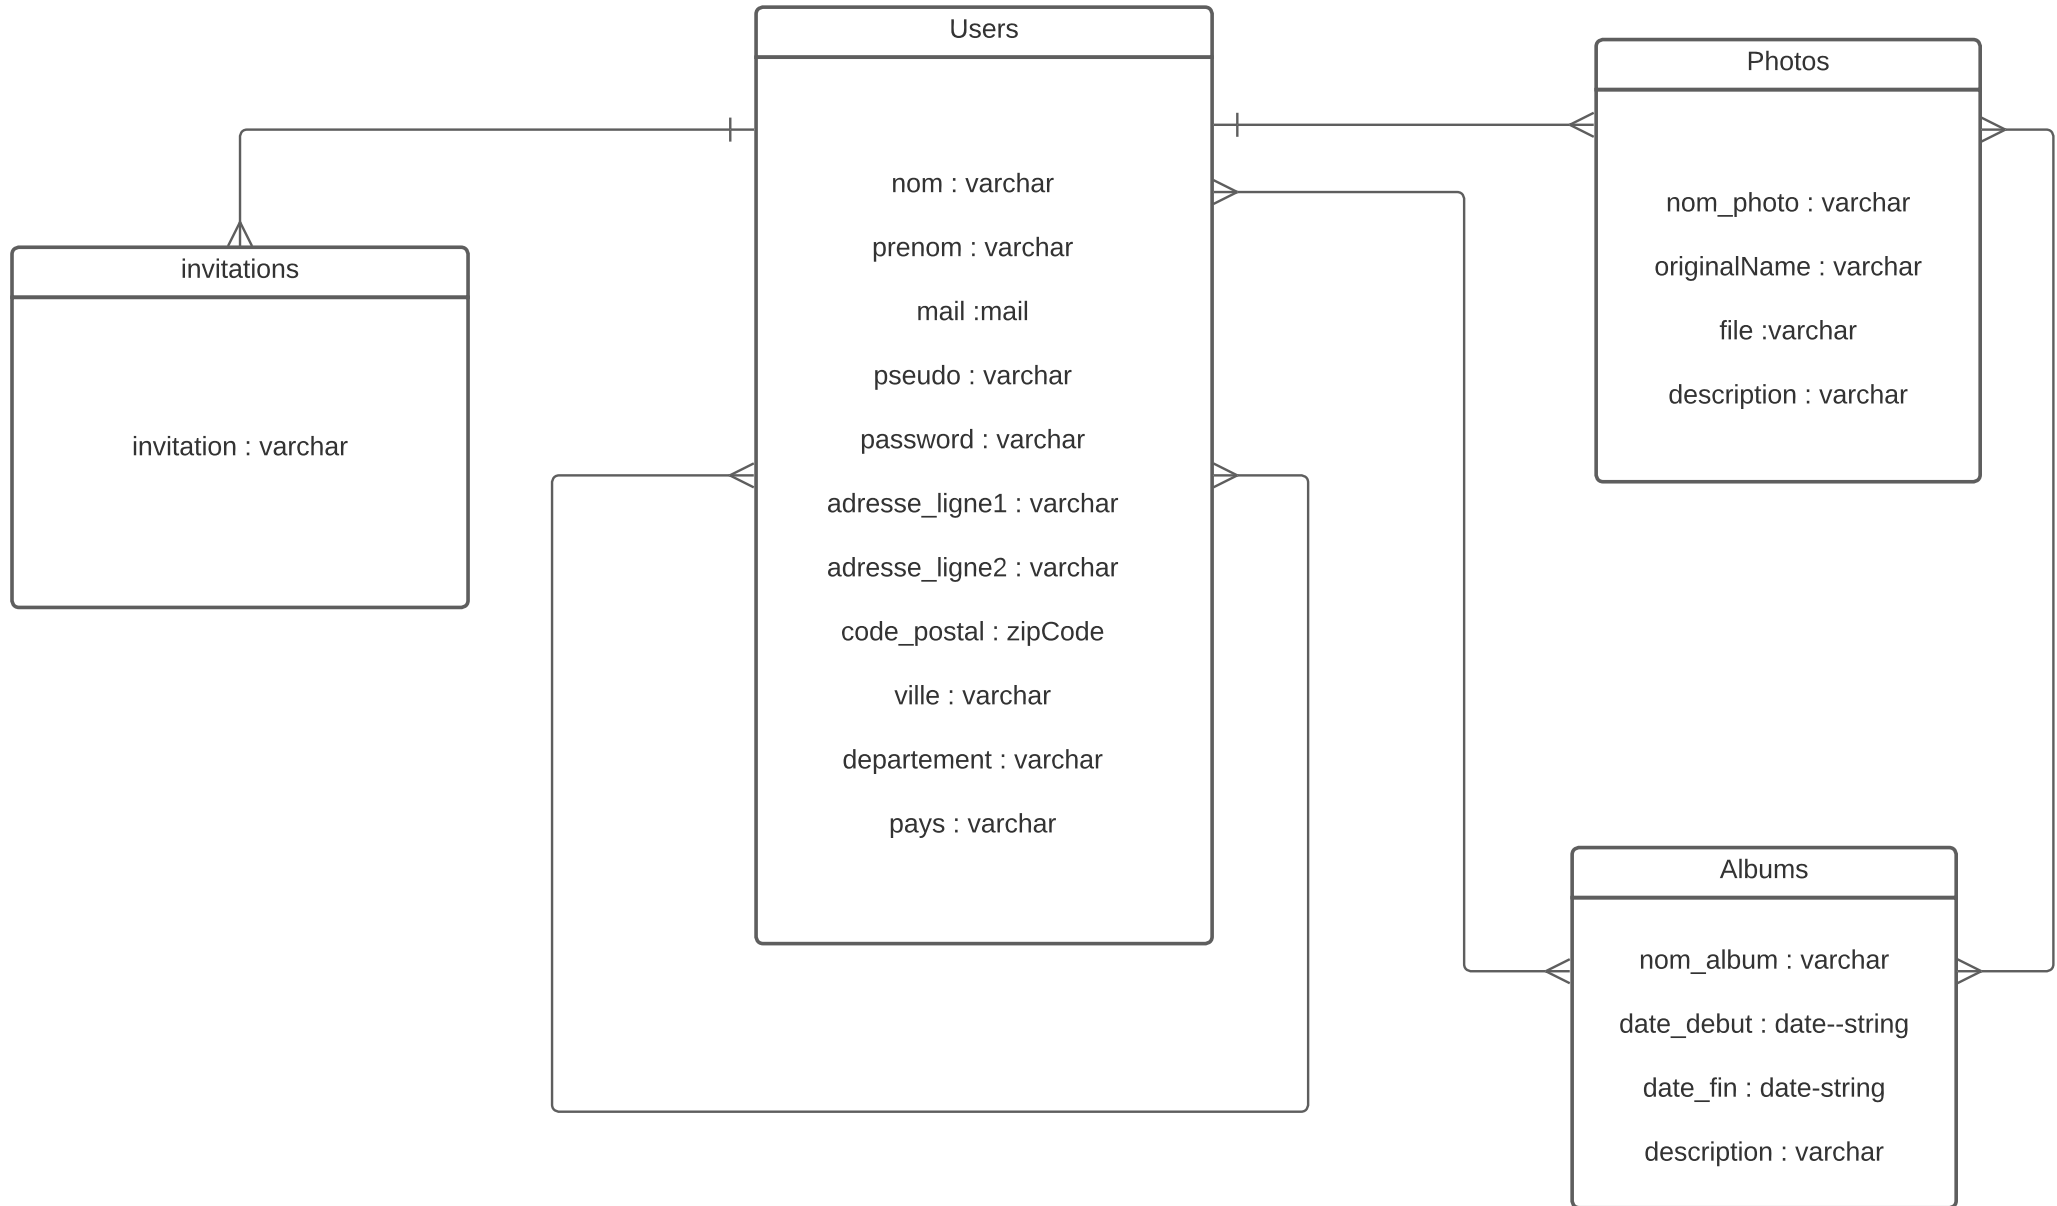 Users
nom : varchar
prenom : varchar
mail :mail
pseudo : varchar
password : varchar
adresse_ligne1 : varchar
adresse_ligne2 : varchar
code_postal : zipCode
ville : varchar
departement : varchar
pays : varchar
Photos
nom_photo : varchar
originalName : varchar
file :varchar
description : varchar
invitations
invitation : varchar
Albums
nom_album : varchar
date_debut : date--string
date_fin : date-string
description : varchar